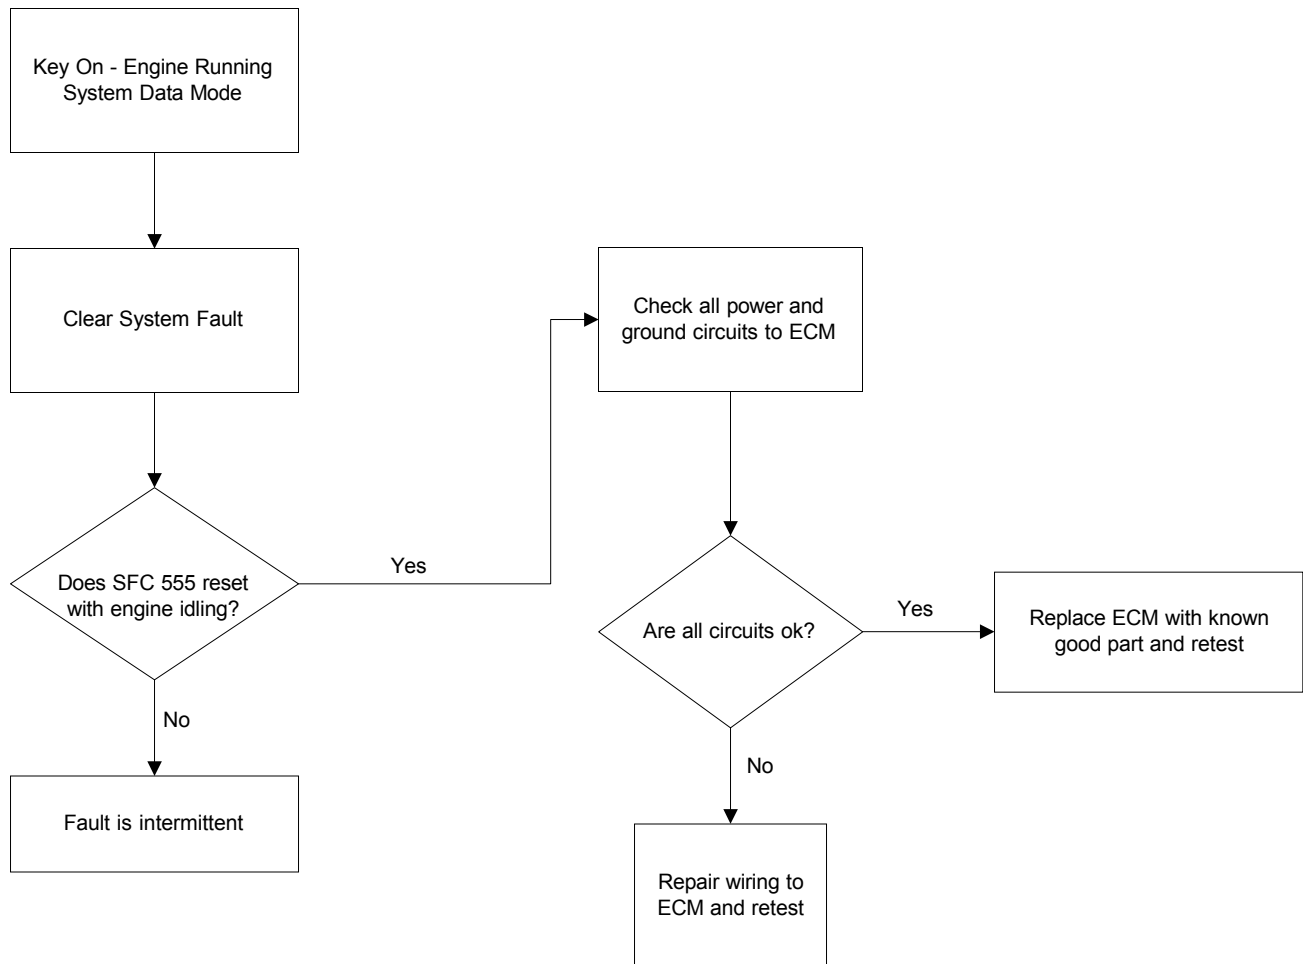 Key On - Engine Running
System Data Mode
Clear System Fault
Does SFC 555 reset
with engine idling?
Yes
No
Fault is intermittent
Check all power and
ground circuits to ECM
Are all circuits ok?
Yes
Replace ECM with known
good part and retest
No
Repair wiring to
ECM and retest